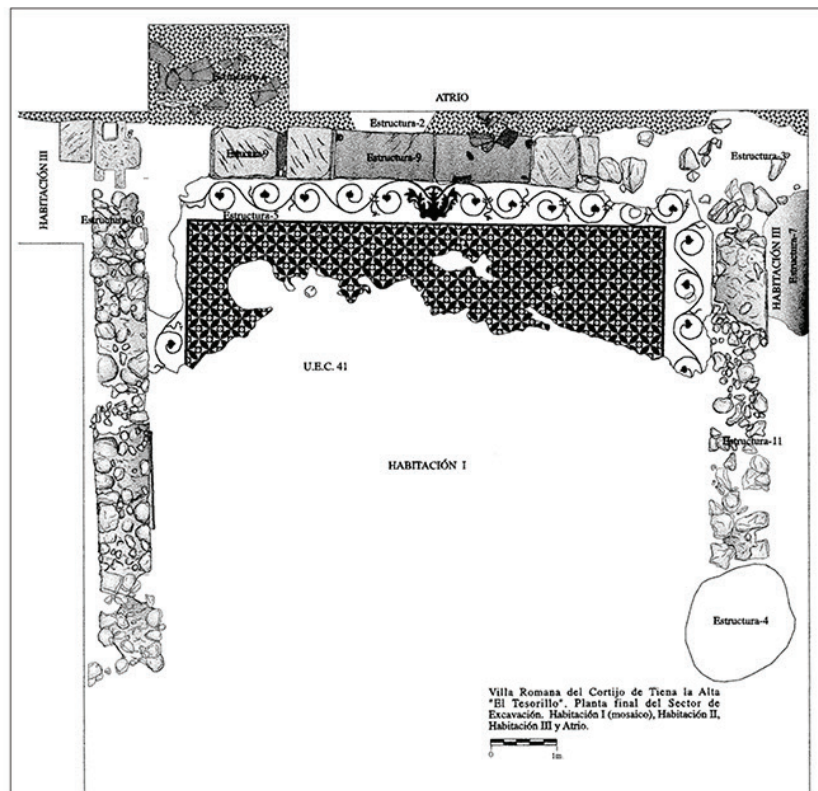 ATRIO
Estructura-2
Estructura-9
Estructura-3
HABITACIÓN III
Estructura-10
Estructura-5
HABITACIÓN III
Estructura-7
U.E.C. 41
Estructura-11
HABITACIÓN I
Estructura-4
Villa Romana del Cortijo de Tiena la Alta
"El Tesorillo". Planta final del Sector de
Excavación. Habitación I (mosaico), Habitación II,
Habitación III y Atrio.
0 1m.